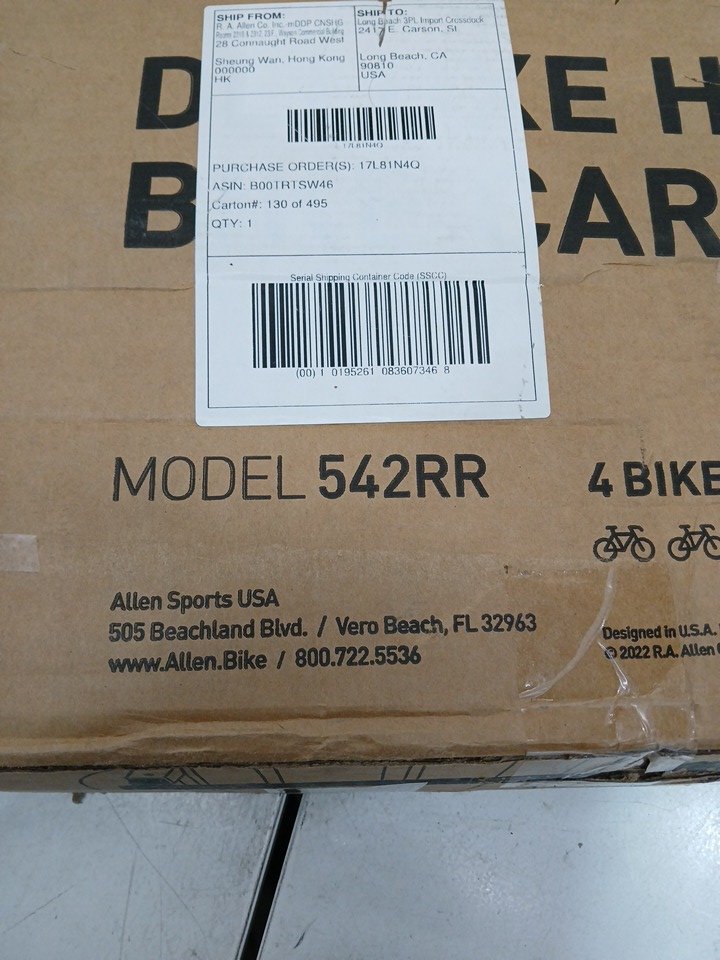 SHIP FROM:
R. A. Allen Co. Inc.-mDDP CNSHG
28 Connaught Road West
Sheung Wan, Hong Kong
000000
HK
SHIP TO:
Long Beach 3PL Import Crossdock
2417 E. Carson, St.
Long Beach, CA
90810
USA
17L81N4Q
PURCHASE ORDER(S): 17L81N4Q
ASIN: B00TRTSW46
Carton#: 130 of 495
QTY: 1
Serial Shipping Container Code (SSCC)
(00) 1 0195261 083607346 8
D KE H
B CAR
MODEL 542RR
4 BIKE
Allen Sports USA
505 Beachland Blvd. / Vero Beach, FL 32963
www.Allen.Bike / 800.722.5536
Designed in U.S.A.
© 2022 R.A. Allen